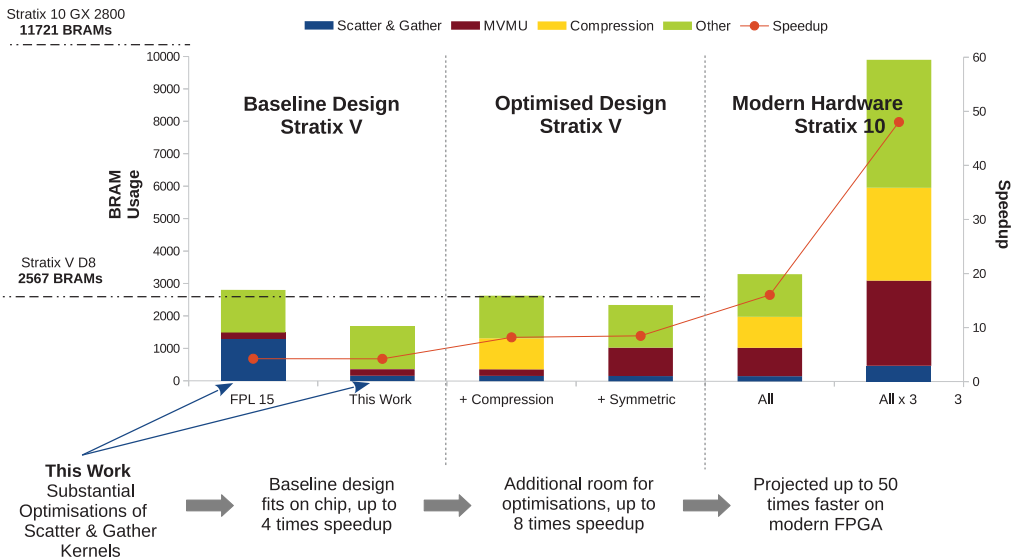 Stratix 10 GX 2800
11721 BRAMs
Scatter & Gather
MVMU
Compression
Other
Speedup
10000
9000
8000
7000
6000
5000
4000
3000
2000
1000
0
BRAM
Usage
Stratix V D8
2567 BRAMs
Baseline Design
Stratix V
Optimised Design
Stratix V
Modern Hardware
Stratix 10
60
50
40
30
20
10
0
Speedup
FPL 15
This Work
+ Compression
+ Symmetric
All
All x 3
3
This Work
Substantial
Optimisations of
Scatter & Gather
Kernels
Baseline design
fits on chip, up to
4 times speedup
Additional room for
optimisations, up to
8 times speedup
Projected up to 50
times faster on
modern FPGA